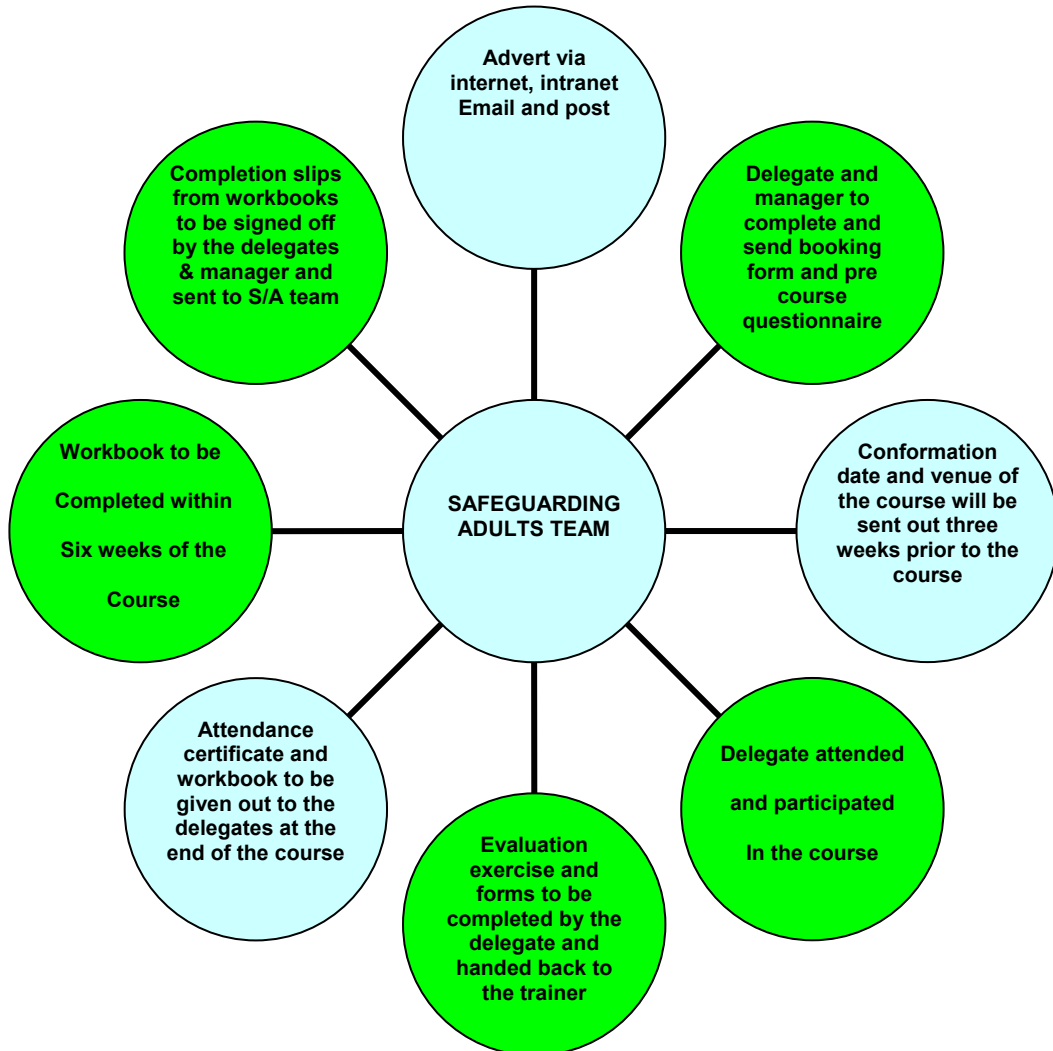 Advert via
internet, intranet
Email and post
Delegate and
manager to
complete and
send booking
form and pre
course
questionnaire
Conformation
date and venue of
the course will be
sent out three
weeks prior to the
course
Delegate attended
and participated
In the course
Evaluation
exercise and
forms to be
completed by the
delegate and
handed back to
the trainer
Attendance
certificate and
workbook to be
given out to the
delegates at the
end of the course
Workbook to be
Completed within
Six weeks of the
Course
Completion slips
from workbooks
to be signed off
by the delegates
& manager and
sent to S/A team
SAFEGUARDING
ADULTS TEAM